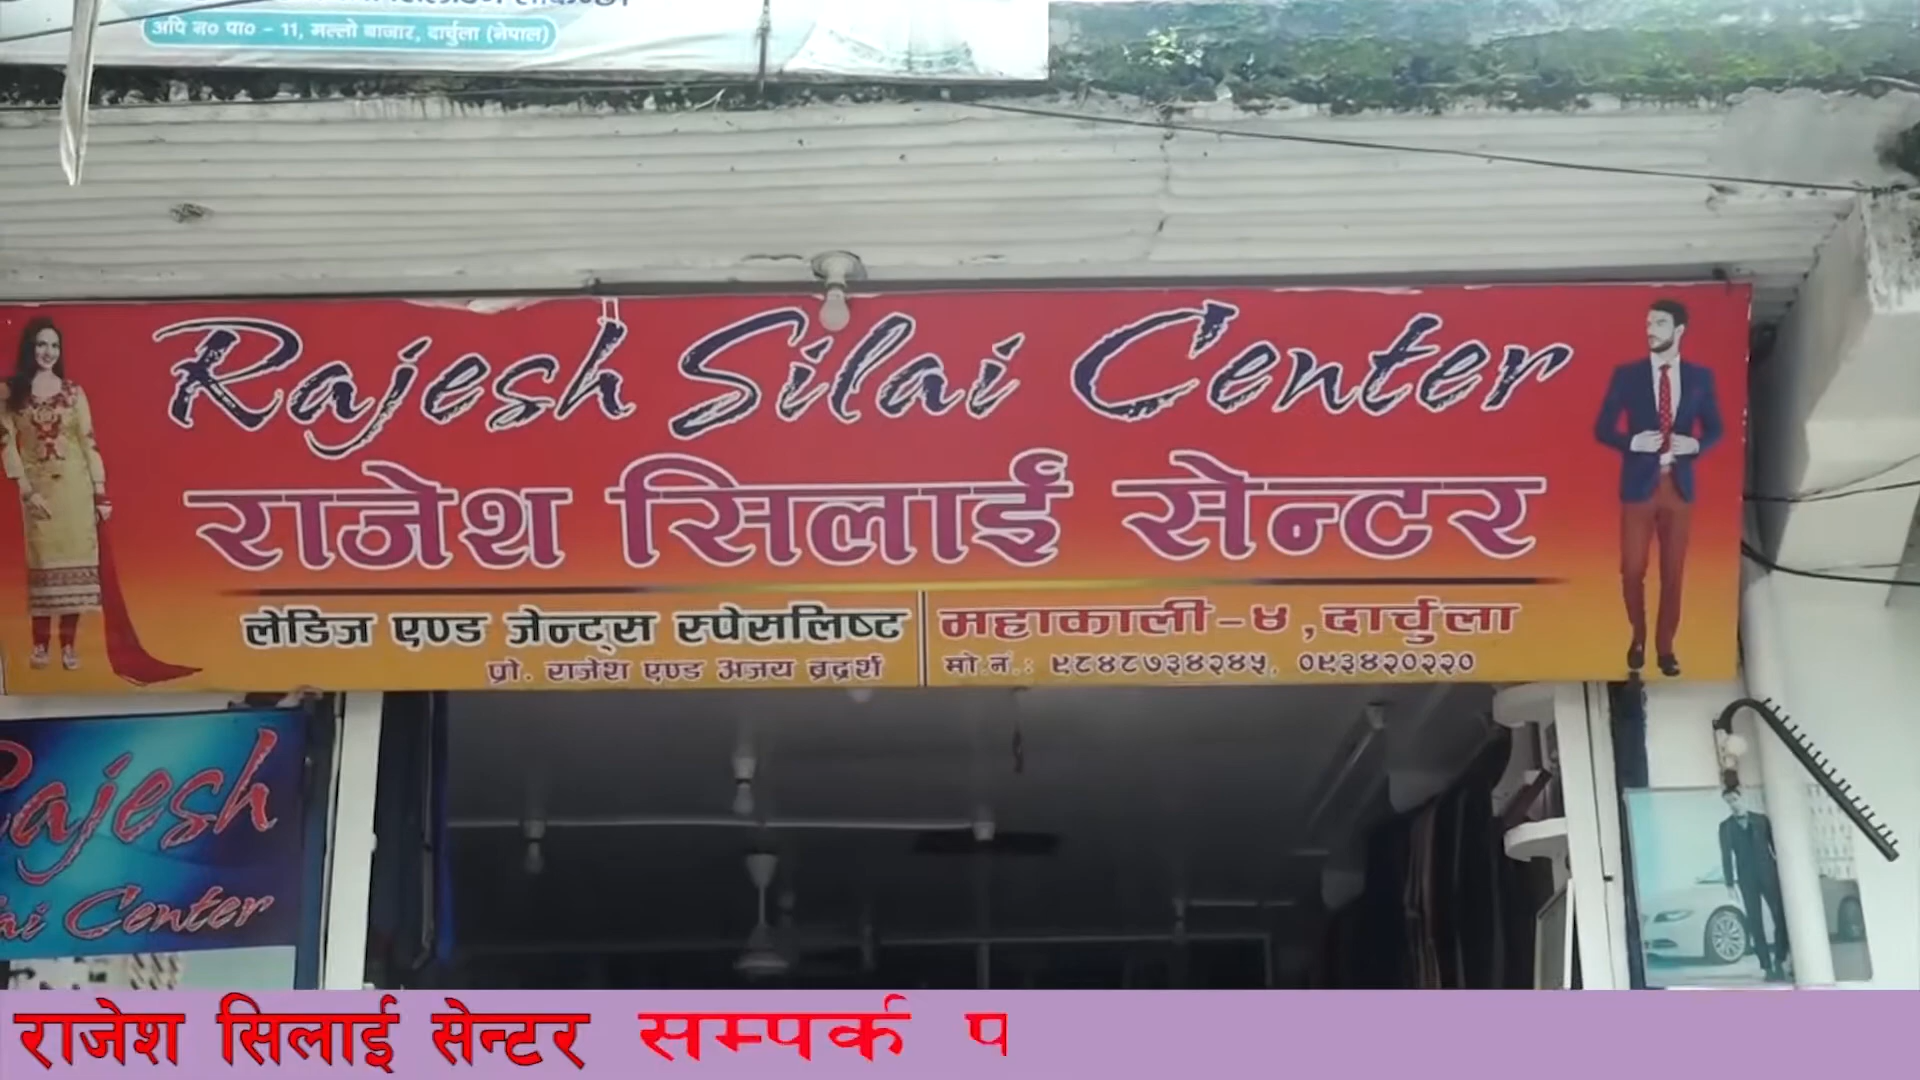 अपि न० पा० - 11, मल्लो बाजार, दार्चुला (नेपाल)
Rajesh Silai Center
राजेश सिलाई सेन्टर
लेडिज एण्ड जेन्ट्स स्पेसलिष्ट
प्रो. राजेश एण्ड अजय ब्रदर्श
महाकाली-४,दार्चुला
मो.नं.: ९८४८७३४२४५, ०९३४२०२२०
Rajesh
Center
राजेश सिलाई सेन्टर सम्पर्क प